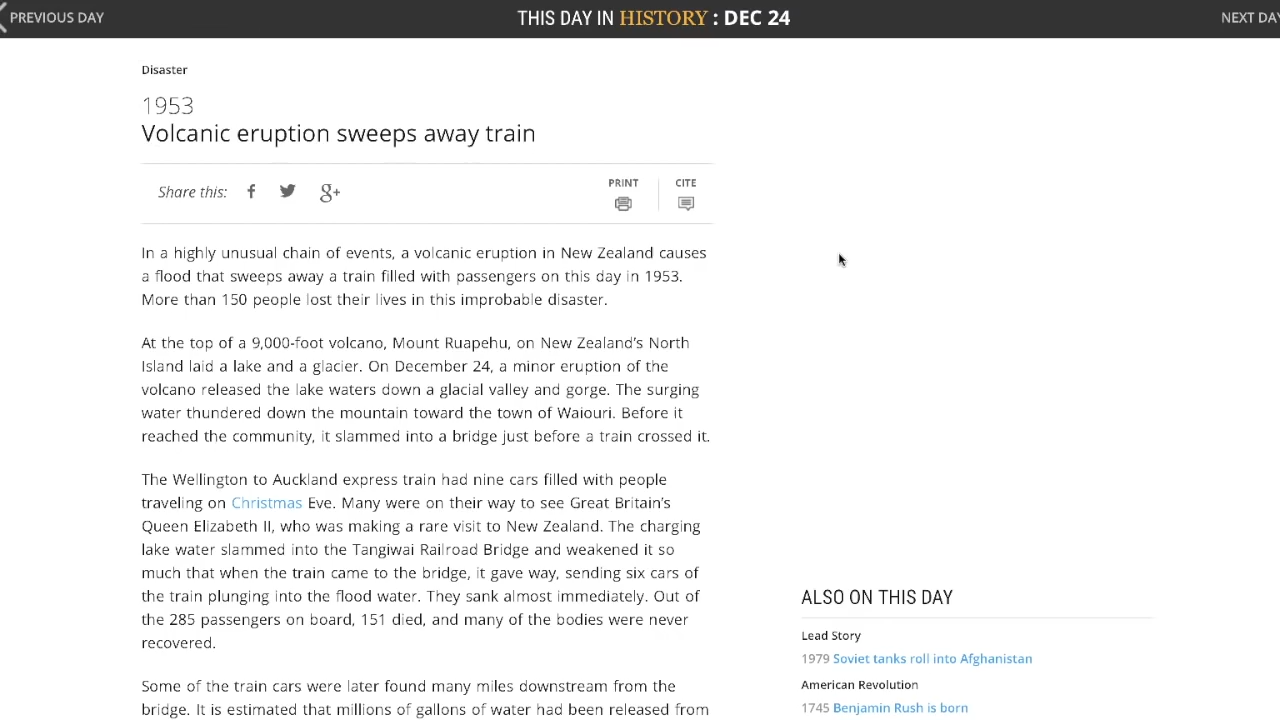 PREVIOUS DAY
THIS DAY IN HISTORY : DEC 24
NEXT DAY
Disaster
1953
Volcanic eruption sweeps away train
Share this: f g+
PRINT
CITE
In a highly unusual chain of events, a volcanic eruption in New Zealand causes
a flood that sweeps away a train filled with passengers on this day in 1953.
More than 150 people lost their lives in this improbable disaster.
At the top of a 9,000-foot volcano, Mount Ruapehu, on New Zealand’s North
Island laid a lake and a glacier. On December 24, a minor eruption of the
volcano released the lake waters down a glacial valley and gorge. The surging
water thundered down the mountain toward the town of Waiouri. Before it
reached the community, it slammed into a bridge just before a train crossed it.
The Wellington to Auckland express train had nine cars filled with people
traveling on Christmas Eve. Many were on their way to see Great Britain’s
Queen Elizabeth II, who was making a rare visit to New Zealand. The charging
lake water slammed into the Tangiwai Railroad Bridge and weakened it so
much that when the train came to the bridge, it gave way, sending six cars of
the train plunging into the flood water. They sank almost immediately. Out of
the 285 passengers on board, 151 died, and many of the bodies were never
recovered.
Some of the train cars were later found many miles downstream from the
bridge. It is estimated that millions of gallons of water had been released from
ALSO ON THIS DAY
Lead Story
1979 Soviet tanks roll into Afghanistan
American Revolution
1745 Benjamin Rush is born